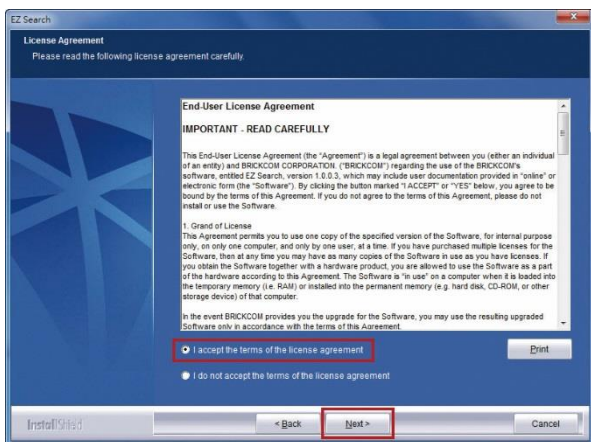 EZ Search
License Agreement
Please read the following license agreement carefully.
End-User License Agreement
IMPORTANT - READ CAREFULLY
This End-User License Agreement (the "Agreement") is a legal agreement between you (either an individual
of an entity) and BRICKCOM CORPORATION. ("BRICKCOM") regarding the use of the BRICKCOM's
software, entitled EZ Search, version 1.0.0.3, which may include user documentation provided in "online" or
electronic form (the "Software"). By clicking the button marked "I ACCEPT" or "YES" below, you agree to be
bound by the terms of this Agreement. If you do not agree to the terms of this Agreement, please do not
install or use the Software.
1. Grand of License
This Agreement permits you to use one copy of the specified version of the Software, for internal purpose
only, on only one computer, and only by one user, at a time. If you have purchased multiple licenses for the
Software, then at any time you may have as many copies of the Software in use as you have licenses. If
you obtain the Software together with a hardware product, you are allowed to use the Software as a part
of the hardware according to this Agreement. The Software is "in use" on a computer when it is loaded into
the temporary memory (i.e. RAM) or installed into the permanent memory (e.g. hard disk, CD-ROM, or other
storage device) of that computer.
In the event BRICKCOM provides you the upgrade for the Software, you may use the resulting upgraded
Software only in accordance with the terms of this Agreement.
I accept the terms of the license agreement
Print
I do not accept the terms of the license agreement
InstallShield
< Back
Next >
Cancel